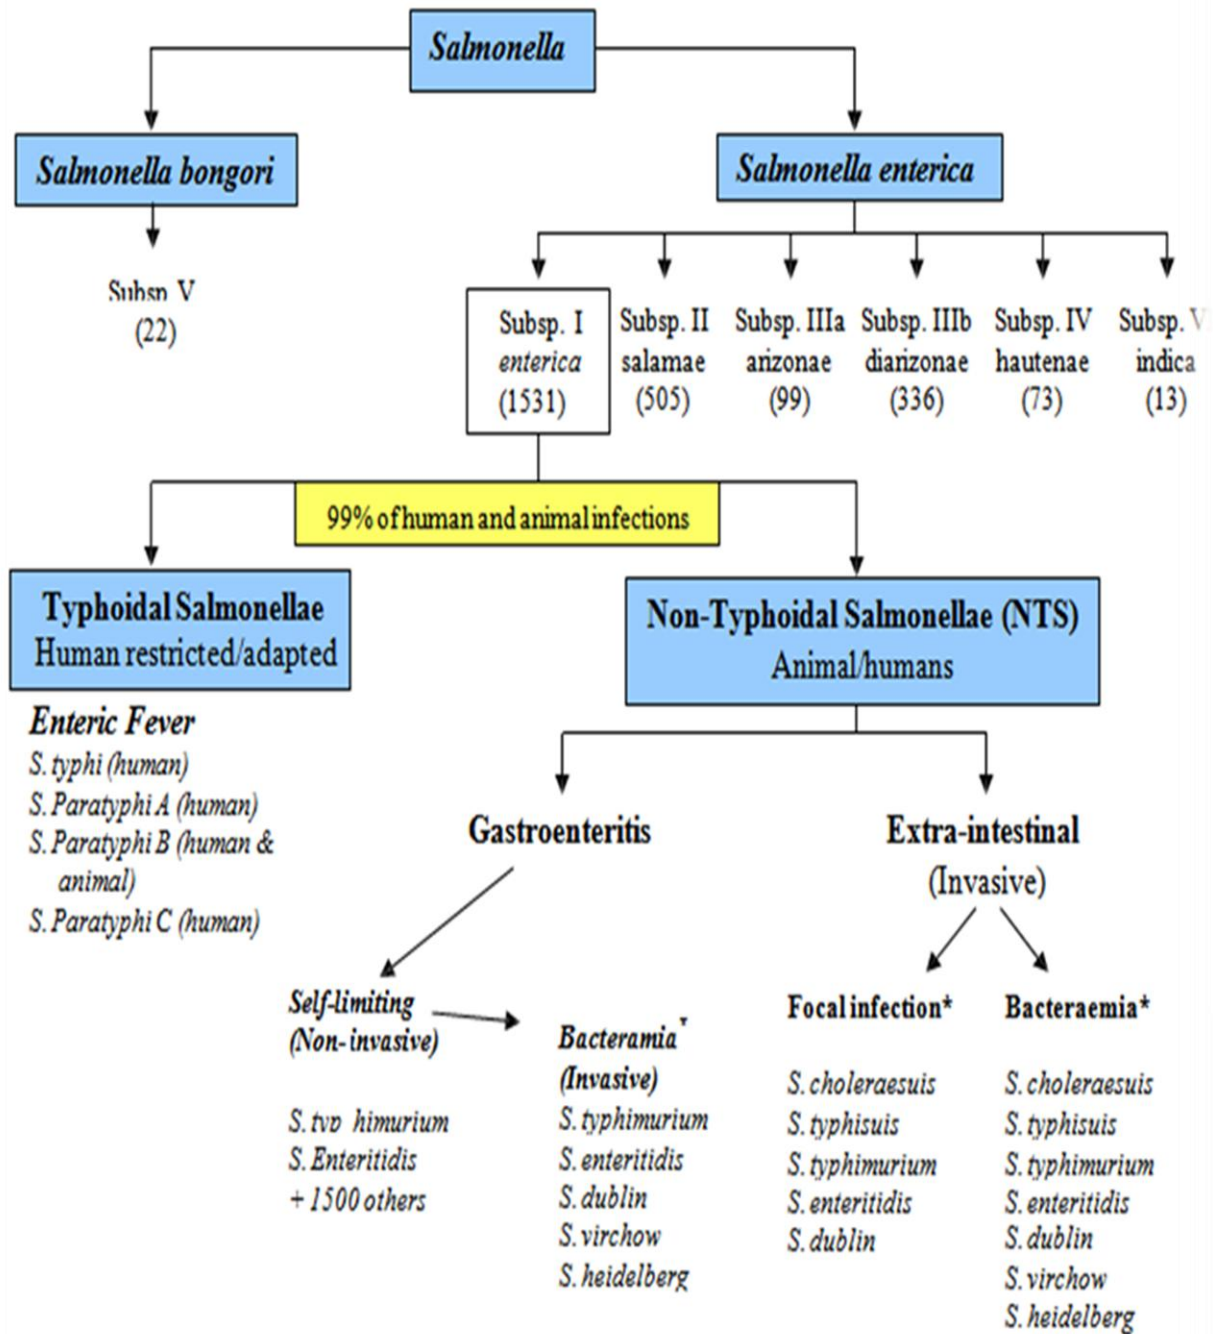 Salmonella
Salmonella bongori
Salmonella enterica
Subsp V
(22)
Subsp. I
enterica
(1531)
Subsp. II
salamae
(505)
Subsp. IIIa
arizonae
(99)
Subsp. IIIb
diarizonae
(336)
Subsp. IV
hautenae
(73)
Subsp. V
indica
(13)
99% of human and animal infections
Typhoidal Salmonellae
Human restricted/adapted
Non-Typhoidal Salmonellae (NTS)
Animal/humans
Enteric Fever
S. typhi (human)
S. Paratyphi A (human)
S. Paratyphi B (human &
animal)
S. Paratyphi C (human)
Gastroenteritis
Extra-intestinal
(Invasive)
Self-limiting
(Non-invasive)
S. typ himurium
S. Enteritidis
+ 1500 others
Bacteramia*
(Invasive)
S. typhimurium
S. enteritidis
S. dublin
S. virchow
S. heidelberg
Focal infection*
S. choleraesuis
S. typhisuis
S. typhimurium
S. enteritidis
S. dublin
Bacteraemia*
S. choleraesuis
S. typhisuis
S. typhimurium
S. enteritidis
S. dublin
S. virchow
S. heidelberg